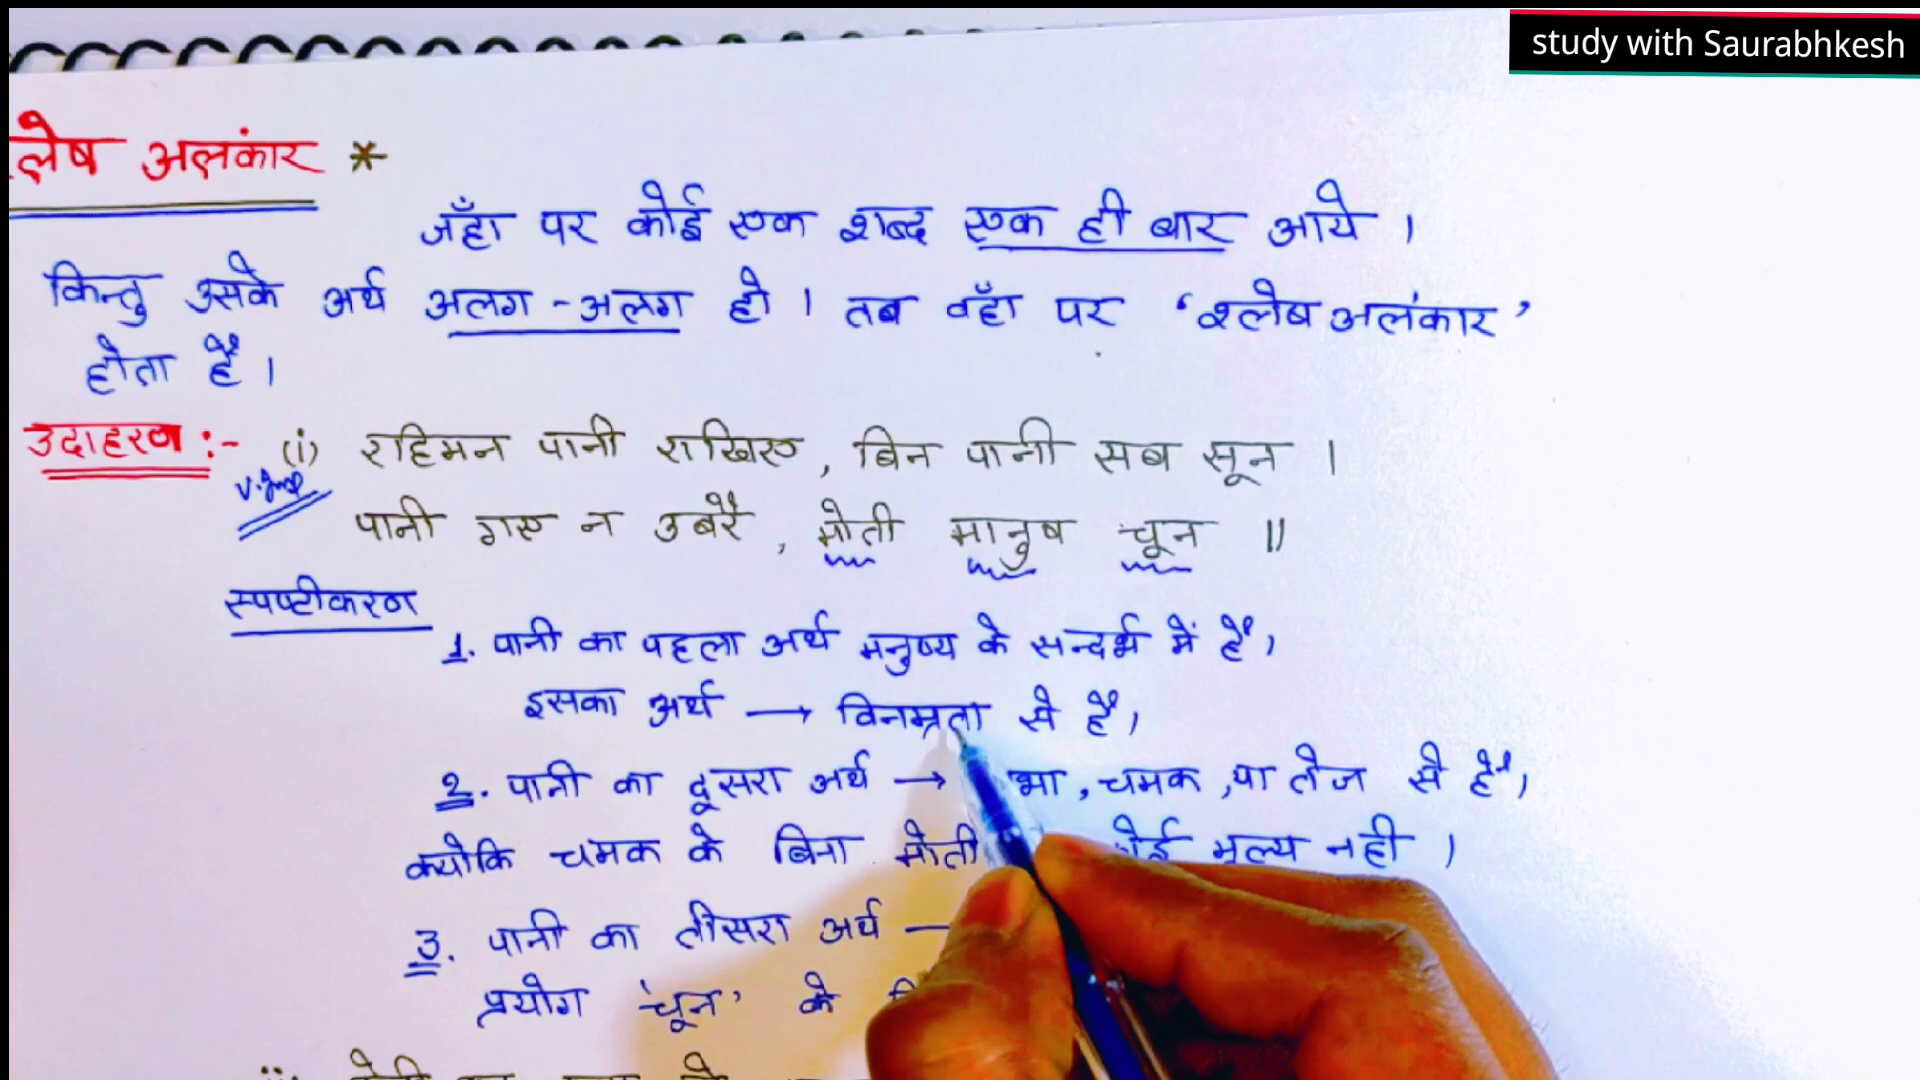 study with Saurabhkesh
लेष अलंकार *
जँहा पर कोई एक शब्द एक ही बार आये ।
किन्तु उसके अर्थ अलग - अलग हो । तब वहाँ पर ‘श्लेष अलंकार’
होता है ।
उदाहरण :- (i) रहिमन पानी राखिए , बिन पानी सब सून ।
v.Imp
पानी गए न उबरै , मोती मानुष चून ॥
स्पष्टीकरण
1. पानी का पहला अर्थ मनुष्य के सन्दर्भ में है,
इसका अर्थ → विनम्रता से है,
2. पानी का दूसरा अर्थ → भा , चमक , या तेज से है,
क्योकि चमक के बिना मोती मूल्य नही ।
3. पानी का तीसरा अर्थ –
प्रयोग ‘चून’ के